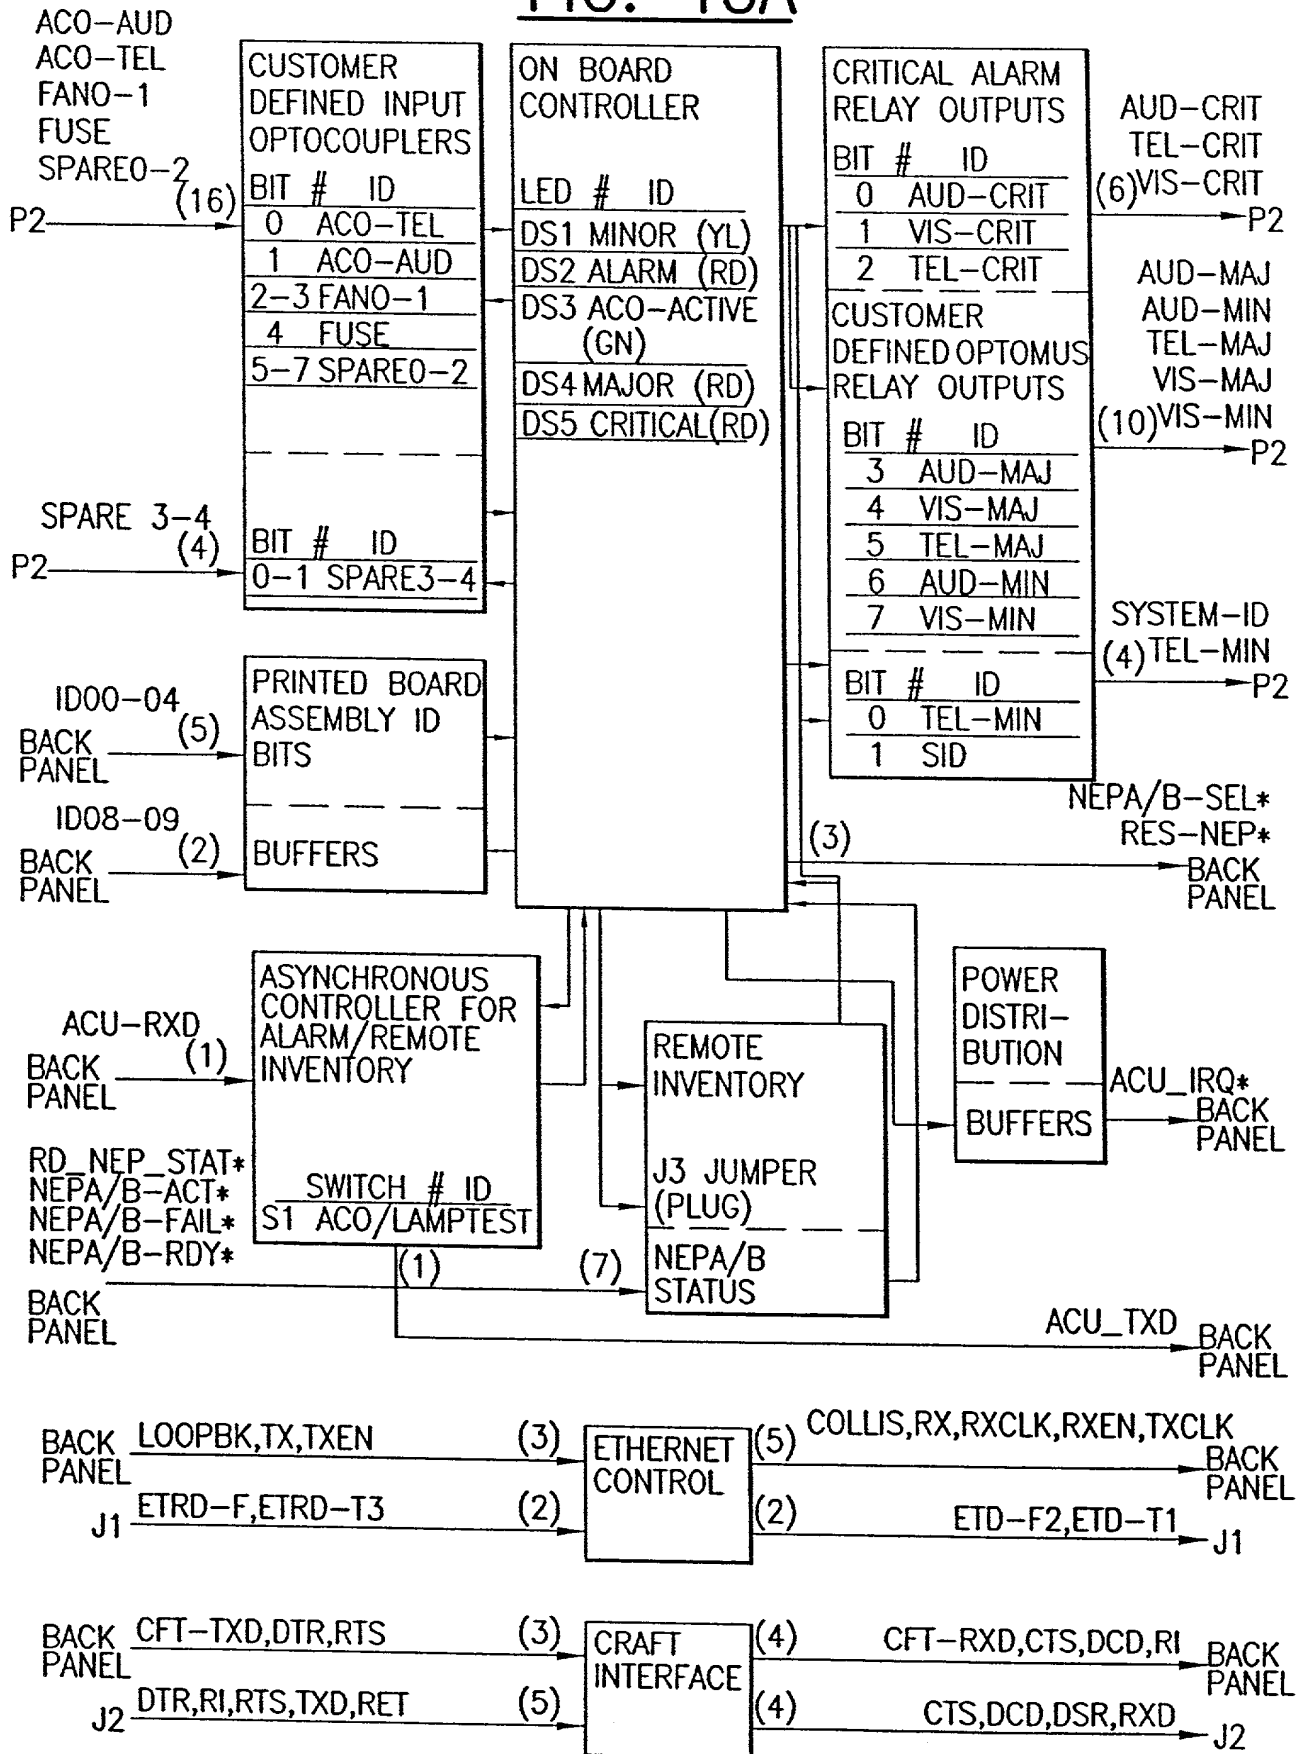 ACO-AUD
ACO-TEL
FANO-1
FUSE
SPARE0-2
(16)
P2
CUSTOMER
DEFINED INPUT
OPTOCOUPLERS
BIT # ID
0 ACO-TEL
1 ACO-AUD
2-3 FANO-1
4 FUSE
5-7 SPARE0-2
SPARE 3-4
(4)
P2
BIT # ID
0-1 SPARE3-4
ON BOARD
CONTROLLER
LED # ID
DS1 MINOR (YL)
DS2 ALARM (RD)
DS3 ACO-ACTIVE
(GN)
DS4 MAJOR (RD)
DS5 CRITICAL(RD)
CRITICAL ALARM
RELAY OUTPUTS
BIT # ID
0 AUD-CRIT
1 VIS-CRIT
2 TEL-CRIT
CUSTOMER
DEFINED OPTOMUS
RELAY OUTPUTS
BIT # ID
3 AUD-MAJ
4 VIS-MAJ
5 TEL-MAJ
6 AUD-MIN
7 VIS-MIN
BIT # ID
0 TEL-MIN
1 SID
AUD-CRIT
TEL-CRIT
(6) VIS-CRIT
P2
AUD-MAJ
AUD-MIN
TEL-MAJ
VIS-MAJ
(10) VIS-MIN
P2
SYSTEM-ID
(4) TEL-MIN
P2
ID00-04
(5)
BACK
PANEL
ID08-09
(2)
BACK
PANEL
PRINTED BOARD
ASSEMBLY ID
BITS
BUFFERS
NEPA/B-SEL*
RES-NEP*
(3)
BACK
PANEL
ACU-RXD
(1)
BACK
PANEL
ASYNCHRONOUS
CONTROLLER FOR
ALARM/REMOTE
INVENTORY
SWITCH # ID
S1 ACO/LAMPTEST
REMOTE
INVENTORY
J3 JUMPER
(PLUG)
NEPA/B
STATUS
POWER
DISTRI-
BUTION
BUFFERS
ACU_IRQ*
BACK
PANEL
RD_NEP_STAT*
NEPA/B-ACT*
NEPA/B-FAIL*
NEPA/B-RDY*
BACK
PANEL
(1)
(7)
ACU_TXD
BACK
PANEL
BACK
PANEL
LOOPBK,TX,TXEN
(3)
J1
ETRD-F,ETRD-T3
(2)
ETHERNET
CONTROL
(5)
COLLIS,RX,RXCLK,RXEN,TXCLK
BACK
PANEL
(2)
ETD-F2,ETD-T1
J1
BACK
PANEL
CFT-TXD,DTR,RTS
(3)
J2
DTR,RI,RTS,TXD,RET
(5)
CRAFT
INTERFACE
(4)
CFT-RXD,CTS,DCD,RI
BACK
PANEL
(4)
CTS,DCD,DSR,RXD
J2